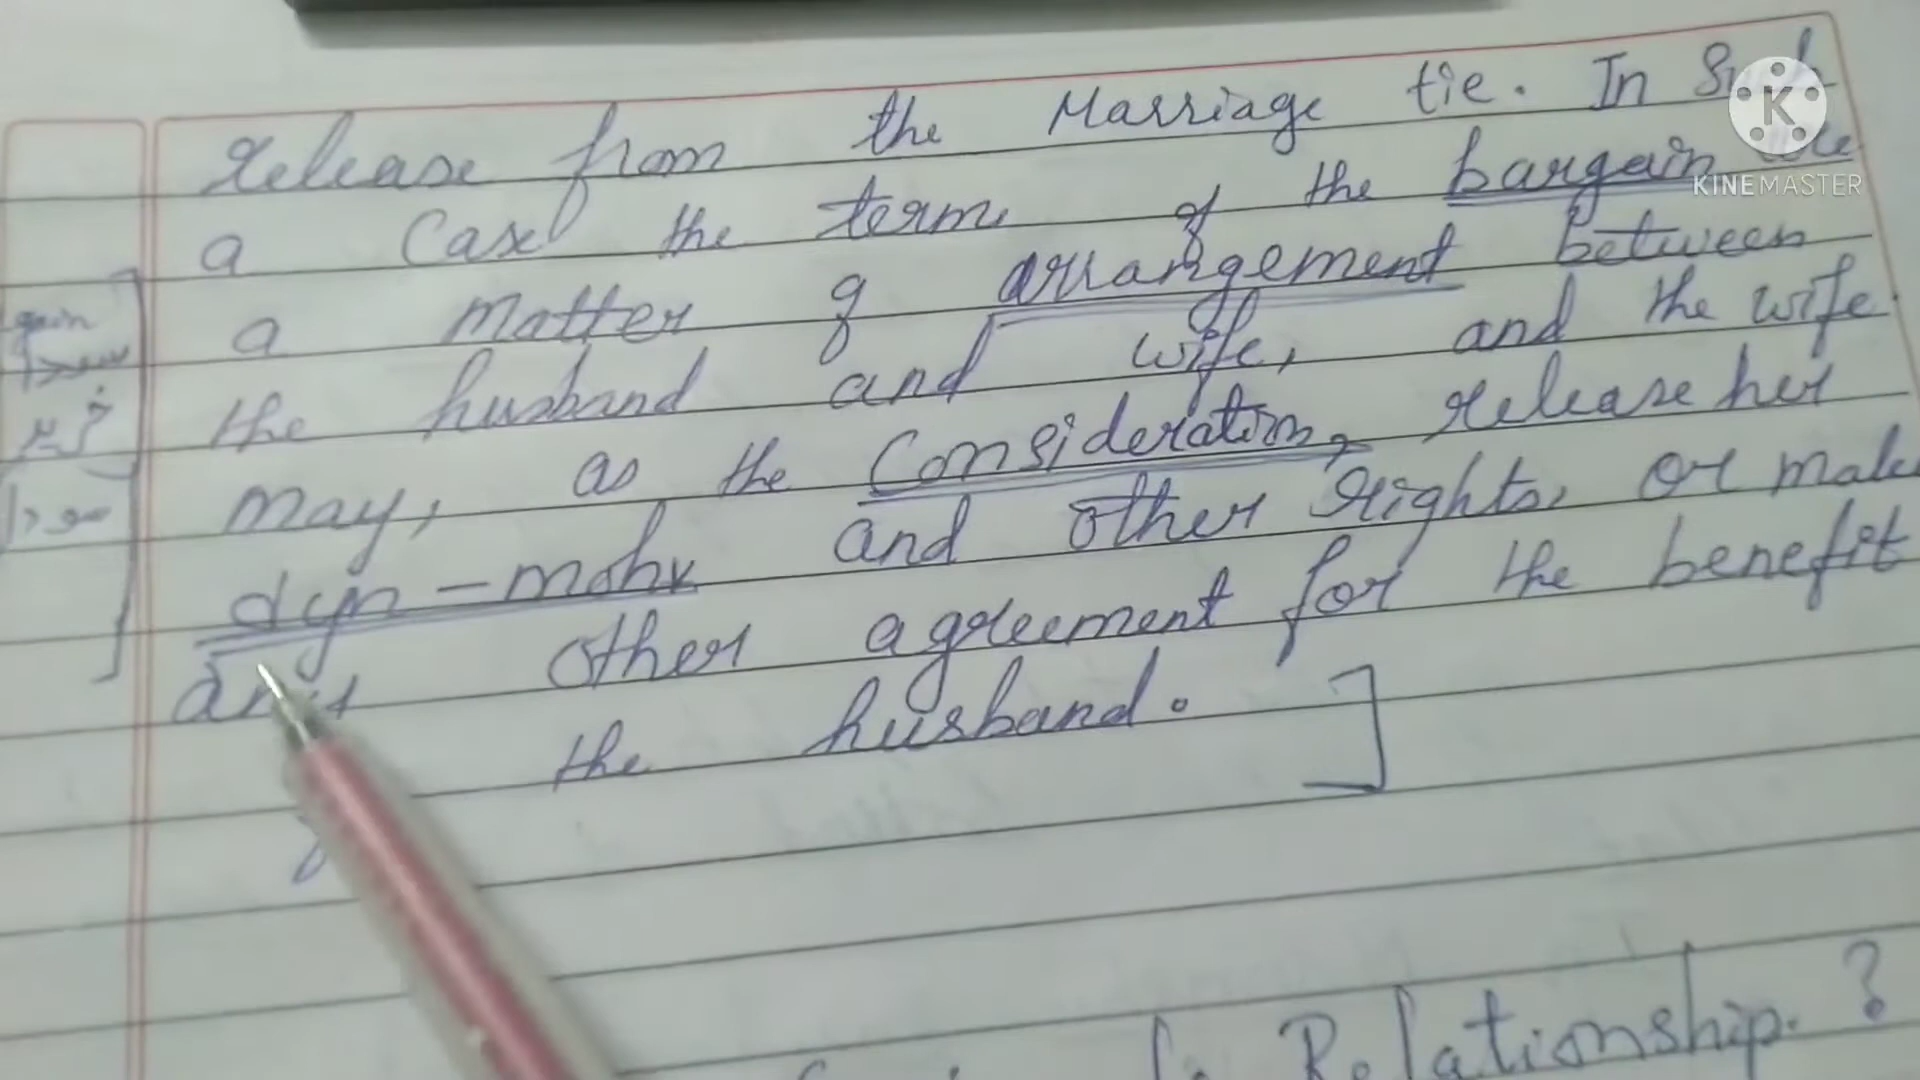 release from the Marriage tie. In Such
a Case the term of the bargain are
a matter of arrangement between
the husband and wife, and the wife
may, as the Consideration, release her
dyn-mohr and other rights, or make
any other agreement for the benefit
the husband.
Relationship.?
KINEMASTER